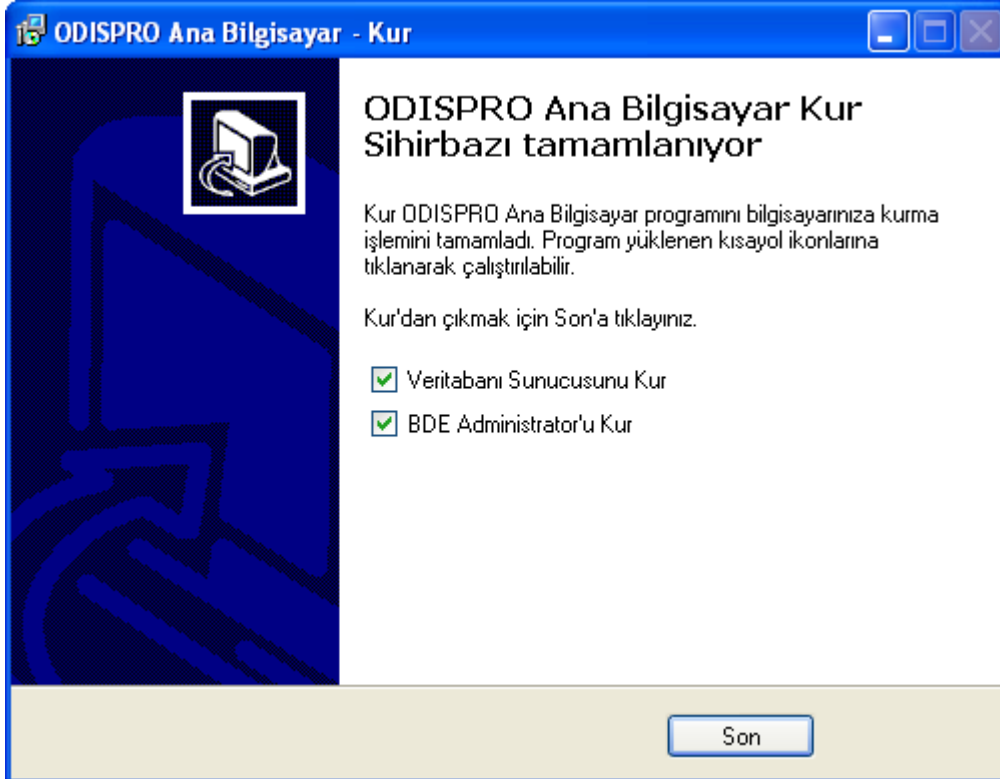 ODISPRO Ana Bilgisayar - Kur
ODISPRO Ana Bilgisayar Kur
Sihirbazı tamamlanıyor
Kur ODISPRO Ana Bilgisayar programını bilgisayarınıza kurma
işlemini tamamladı. Program yüklenen kısayol ikonlarına
tıklanarak çalıştırılabilir.
Kur'dan çıkmak için Son'a tıklayınız.
Veritabanı Sunucusunu Kur
BDE Administrator'u Kur
Son